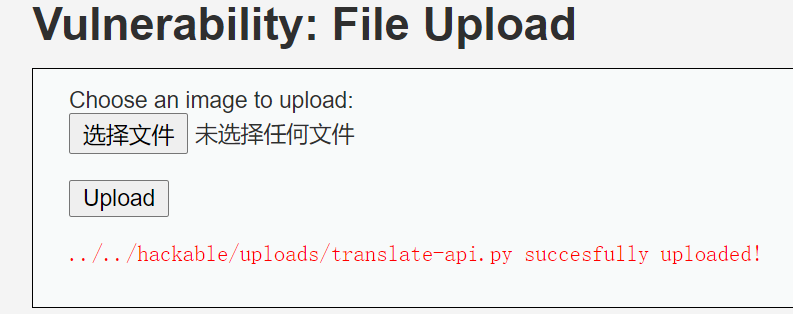 Vulnerability: File Upload
Choose an image to upload:
选择文件 未选择任何文件
Upload
../../hackable/uploads/translate-api.py succesfully uploaded!